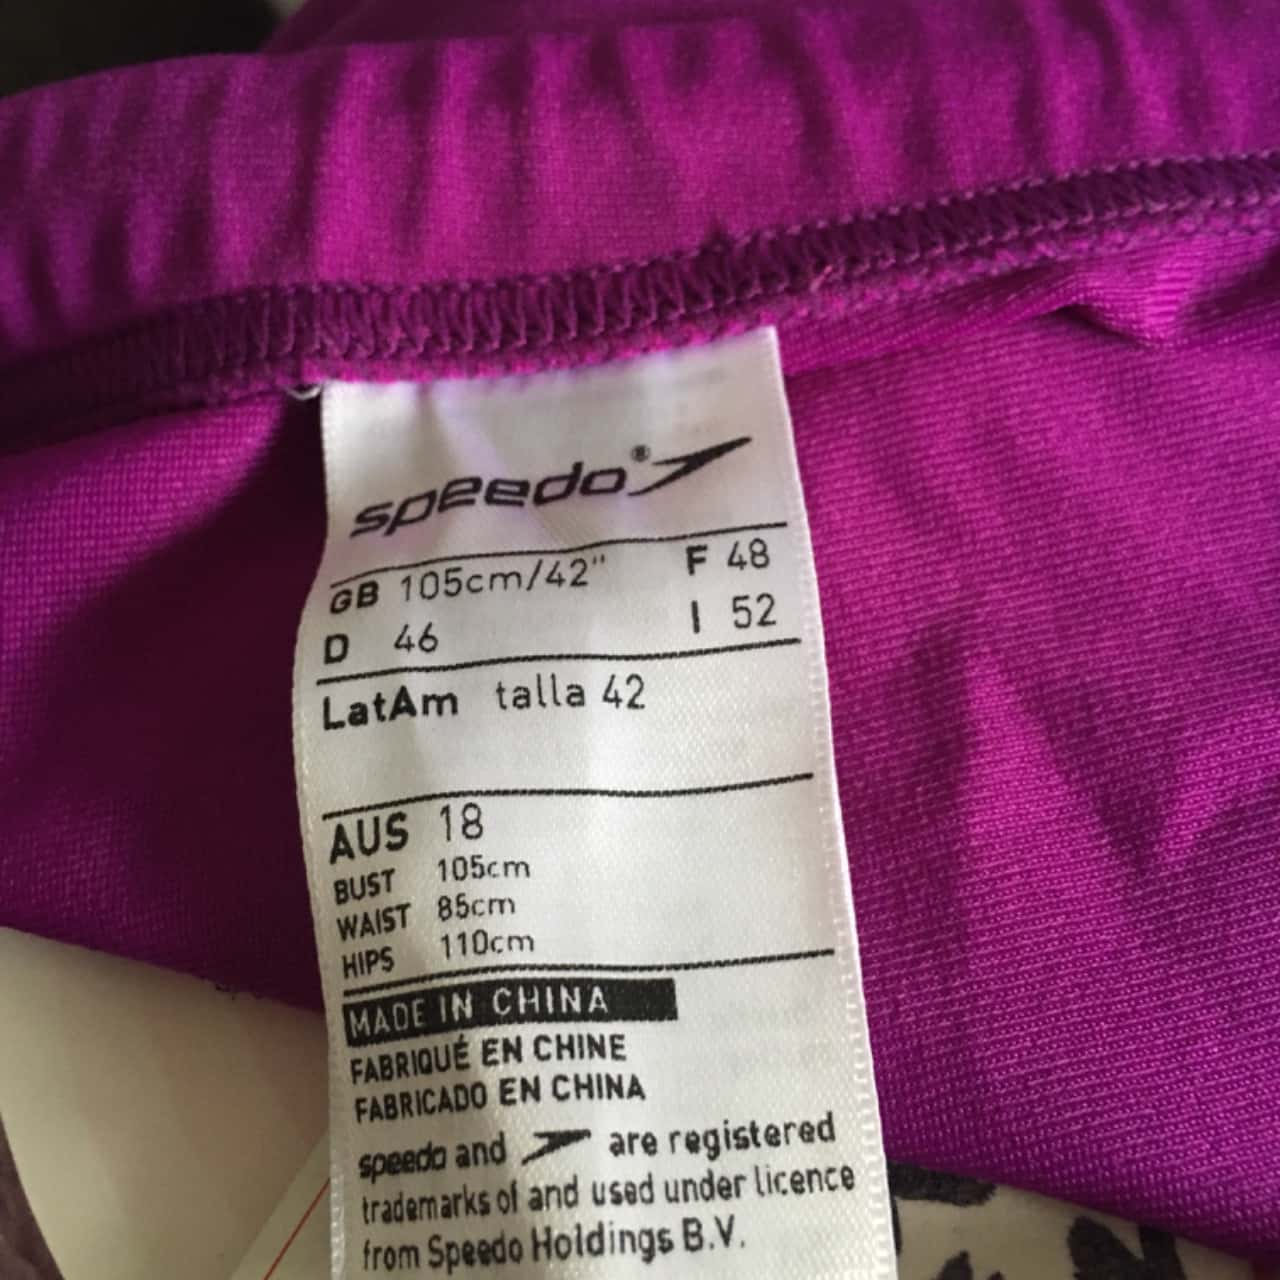 speedo®
GB 105cm/42" F 48
D 46 I 52
LatAm talla 42
AUS 18
BUST 105cm
WAIST 85cm
HIPS 110cm
MADE IN CHINA
FABRIQUÉ EN CHINE
FABRICADO EN CHINA
speedo and are registered
trademarks of and used under licence
from Speedo Holdings B.V.